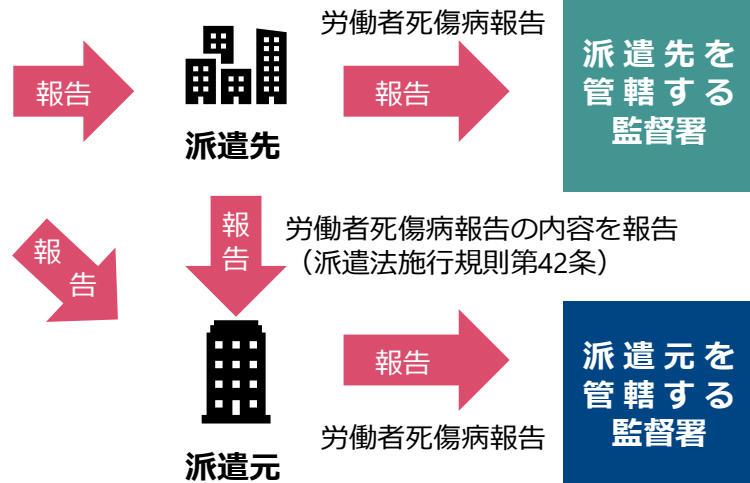 労働者死傷病報告
報告
報告
派遣先を
管轄する
監督署
派遣先
報
告
報
告
労働者死傷病報告の内容を報告
（派遣法施行規則第42条）
報告
派遣元を
管轄する
監督署
労働者死傷病報告
派遣元